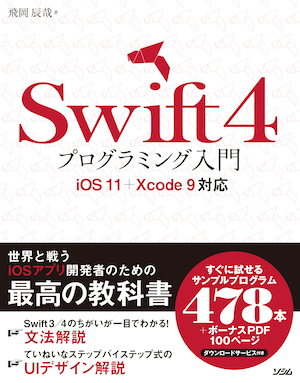 飛岡 辰哉 著
Swift 4
プログラミング入門
iOS 11+Xcode 9 対応
世界と戦う
iOSアプリ開発者のための
最高の教科書
Swift3/4のちがいが一目でわかる!
文法解説
ていねいなステップバイステップ式の
UIデザイン解説
すぐに試せる
サンプルプログラム
478本
+ボーナスPDF
100ページ
ダウンロードサービス付き
ソシム